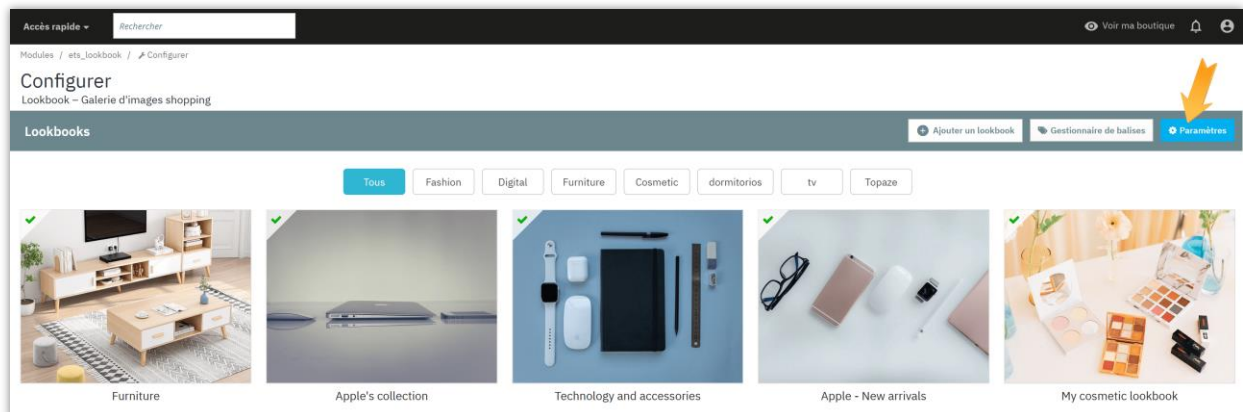 Accès rapide
Rechercher
Voir ma boutique
Modules / ets_lookbook / Configurer
Configurer
Lookbook – Galerie d'images shopping
Lookbooks
Ajouter un lookbook
Gestionnaire de balises
Paramètres
Tous Fashion Digital Furniture Cosmetic dormitorios tv Topaze
Furniture
Apple's collection
Technology and accessories
Apple - New arrivals
My cosmetic lookbook